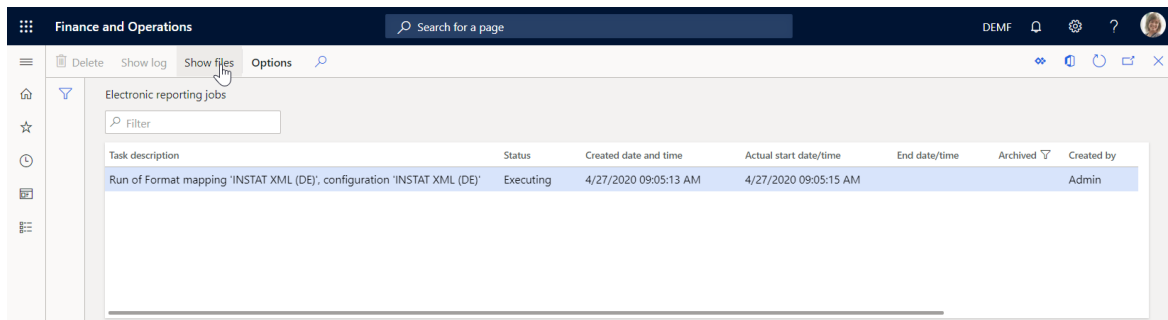 Finance and Operations Search for a page DEMF ?
Delete Show log Show files Options
Electronic reporting jobs
Filter
Task description Status Created date and time Actual start date/time End date/time Archived Created by
Run of Format mapping 'INSTAT XML (DE)', configuration 'INSTAT XML (DE)' Executing 4/27/2020 09:05:13 AM 4/27/2020 09:05:15 AM Admin